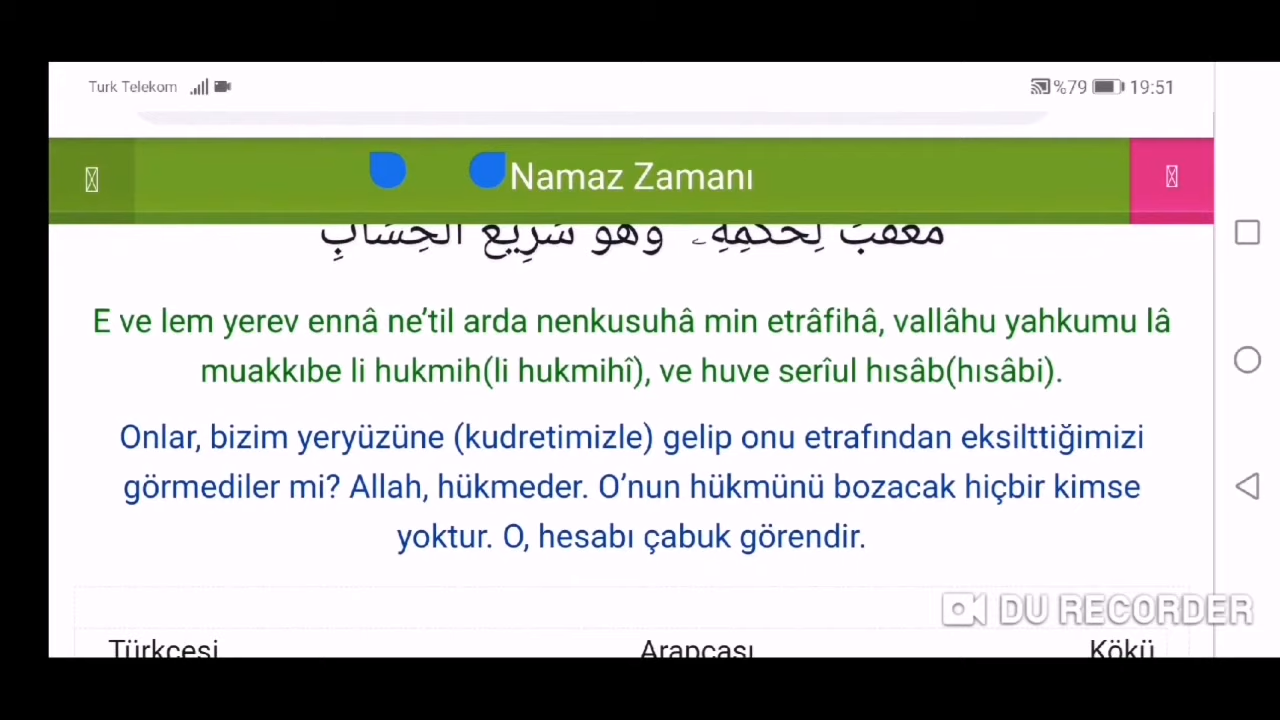 Turk Telekom
%79 19:51
Namaz Zamanı
مُعَقِّبَ لِحُكْمِهِ ۦ وَهُوَ سَرِيعُ الْحِسَابِ
E ve lem yerev ennâ ne’til arda nenkusuhâ min etrâfihâ, vallâhu yahkumu lâ
muakkıbe li hukmih(li hukmihî), ve huve serîul hısâb(hısâbi).
Onlar, bizim yeryüzüne (kudretimizle) gelip onu etrafından eksilttiğimizi
görmediler mi? Allah, hükmeder. O’nun hükmünü bozacak hiçbir kimse
yoktur. O, hesabı çabuk görendir.
DU RECORDER
Türkçesi Arapçası Kökü